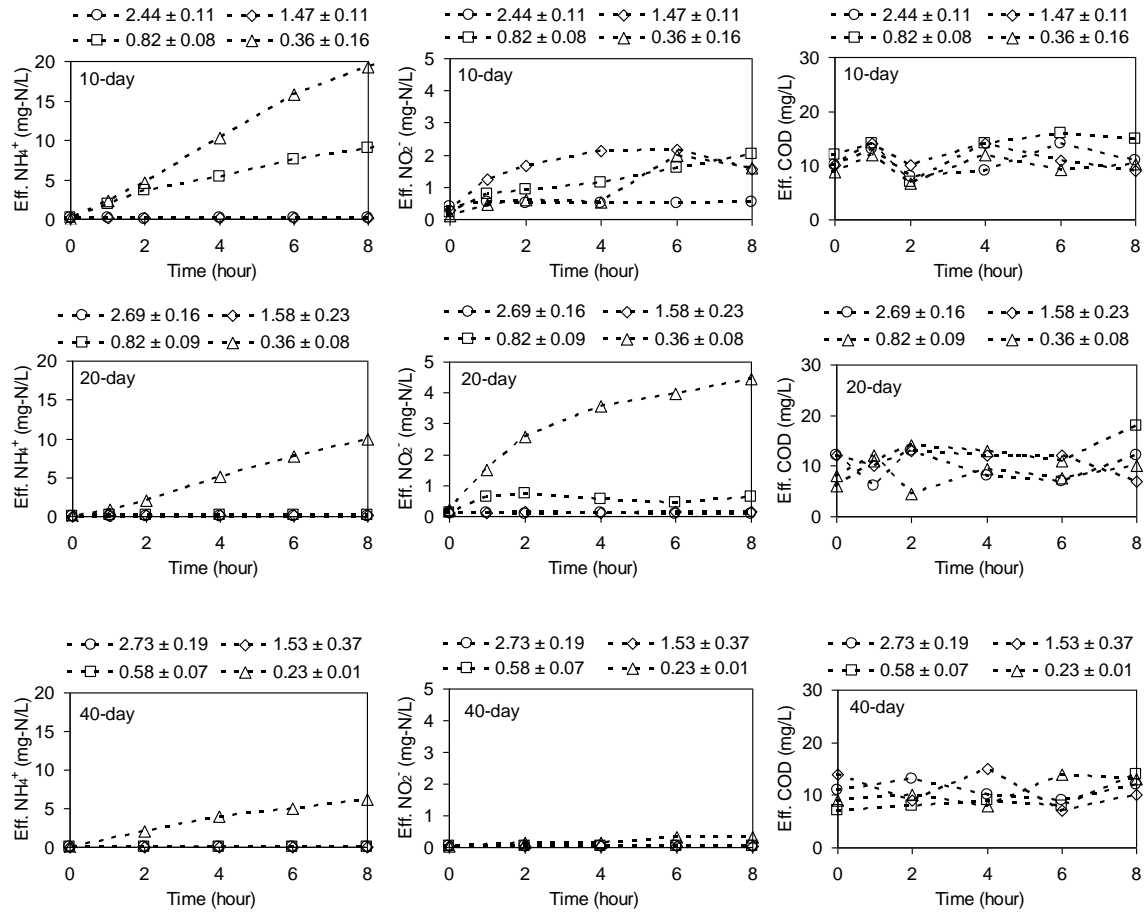 2.44 ± 0.11 1.47 ± 0.11
0.82 ± 0.08 0.36 ± 0.16
10-day
Eff. NH₄⁺ (mg-N/L)
20
15
10
5
0
0 2 4 6 8
Time (hour)
2.44 ± 0.11 1.47 ± 0.11
0.82 ± 0.08 0.36 ± 0.16
10-day
Eff. NO₂⁻ (mg-N/L)
5
4
3
2
1
0
0 2 4 6 8
Time (hour)
2.44 ± 0.11 1.47 ± 0.11
0.82 ± 0.08 0.36 ± 0.16
10-day
Eff. COD (mg/L)
30
20
10
0
0 2 4 6 8
Time (hour)
2.69 ± 0.16 1.58 ± 0.23
0.82 ± 0.09 0.36 ± 0.08
20-day
Eff. NH₄⁺ (mg-N/L)
20
15
10
5
0
0 2 4 6 8
Time (hour)
2.69 ± 0.16 1.58 ± 0.23
0.82 ± 0.09 0.36 ± 0.08
20-day
Eff. NO₂⁻ (mg-N/L)
5
4
3
2
1
0
0 2 4 6 8
Time (hour)
2.69 ± 0.16 1.58 ± 0.23
0.82 ± 0.09 0.36 ± 0.08
20-day
Eff. COD (mg/L)
30
20
10
0
0 2 4 6 8
Time (hour)
2.73 ± 0.19 1.53 ± 0.37
0.58 ± 0.07 0.23 ± 0.01
40-day
Eff. NH₄⁺ (mg-N/L)
20
15
10
5
0
0 2 4 6 8
Time (hour)
2.73 ± 0.19 1.53 ± 0.37
0.58 ± 0.07 0.23 ± 0.01
40-day
Eff. NO₂⁻ (mg-N/L)
5
4
3
2
1
0
0 2 4 6 8
Time (hour)
2.73 ± 0.19 1.53 ± 0.37
0.58 ± 0.07 0.23 ± 0.01
40-day
Eff. COD (mg/L)
30
20
10
0
0 2 4 6 8
Time (hour)